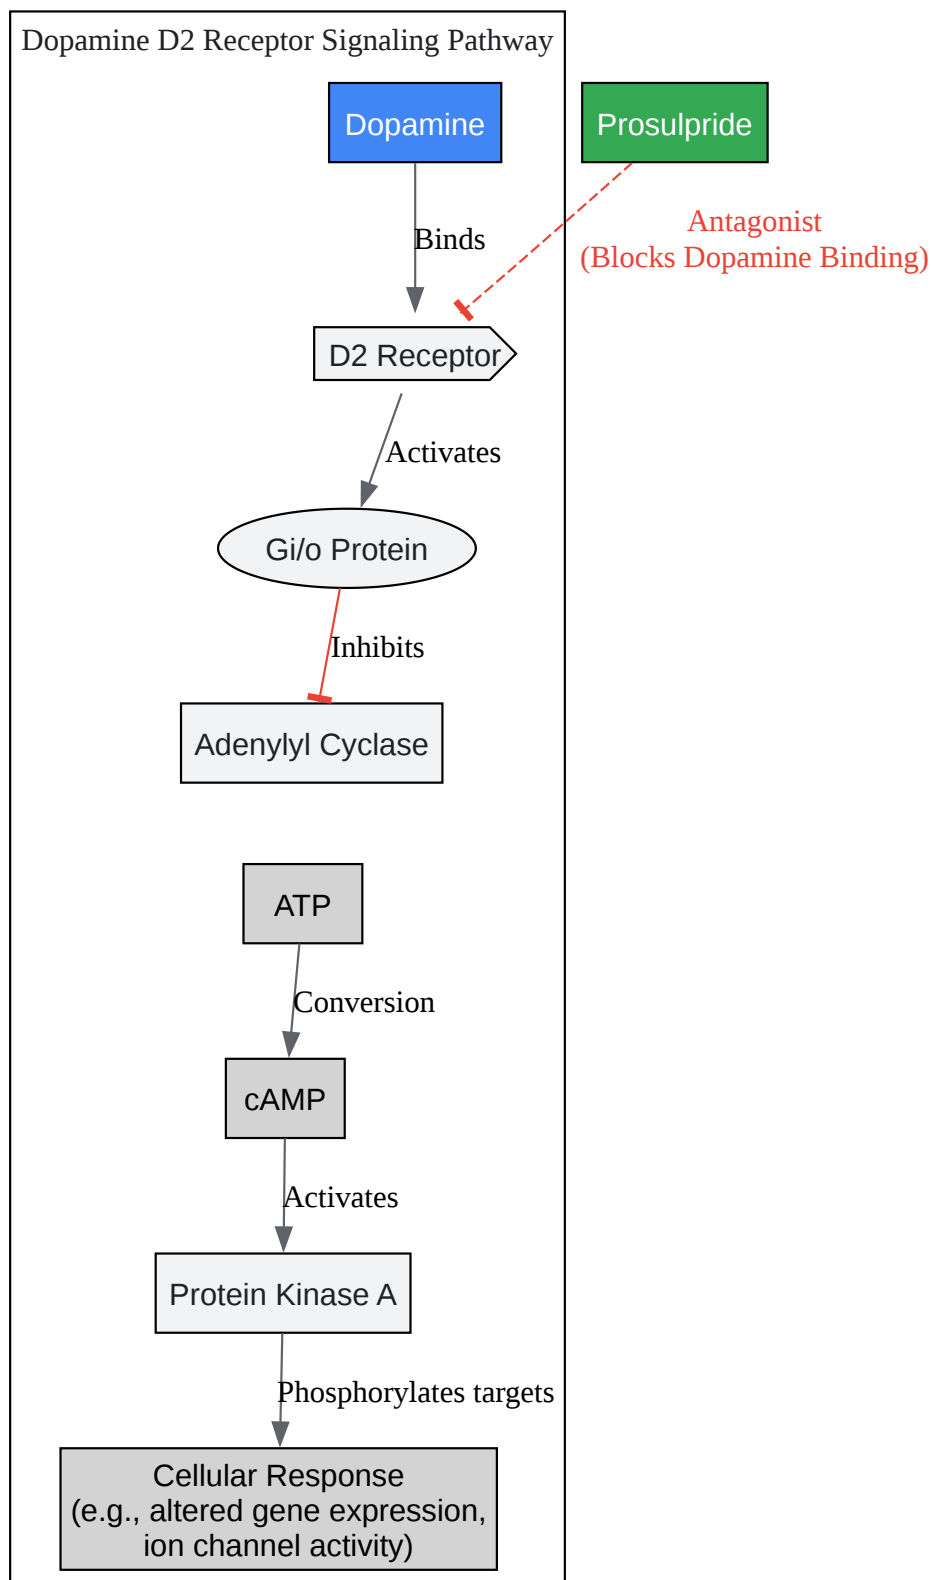 Dopamine D2 Receptor Signaling Pathway
Dopamine
Prosulpride
Binds
Antagonist
(Blocks Dopamine Binding)
D2 Receptor
Activates
Gi/o Protein
Inhibits
Adenylyl Cyclase
ATP
Conversion
cAMP
Activates
Protein Kinase A
Phosphorylates targets
Cellular Response
(e.g., altered gene expression,
ion channel activity)